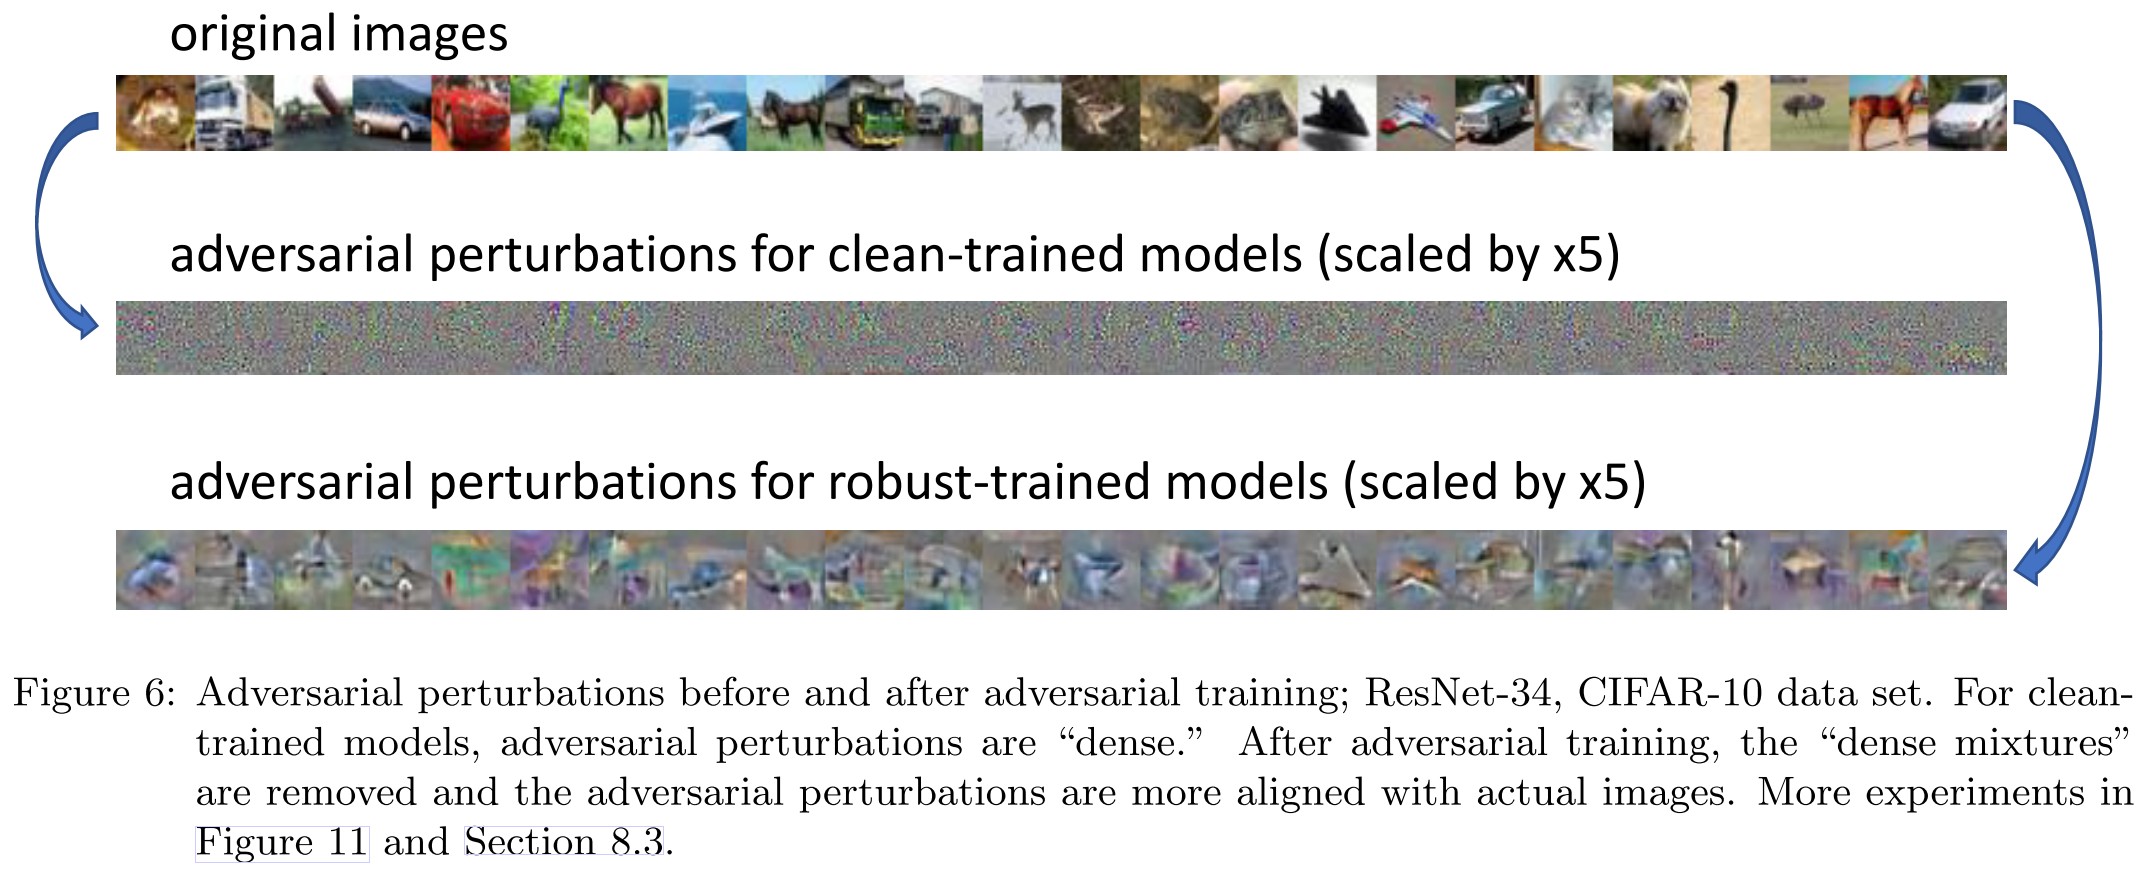 original images
adversarial perturbations for clean-trained models (scaled by x5)
adversarial perturbations for robust-trained models (scaled by x5)
Figure 6: Adversarial perturbations before and after adversarial training; ResNet-34, CIFAR-10 data set. For clean-
trained models, adversarial perturbations are “dense.” After adversarial training, the “dense mixtures”
are removed and the adversarial perturbations are more aligned with actual images. More experiments in
Figure 11 and Section 8.3.